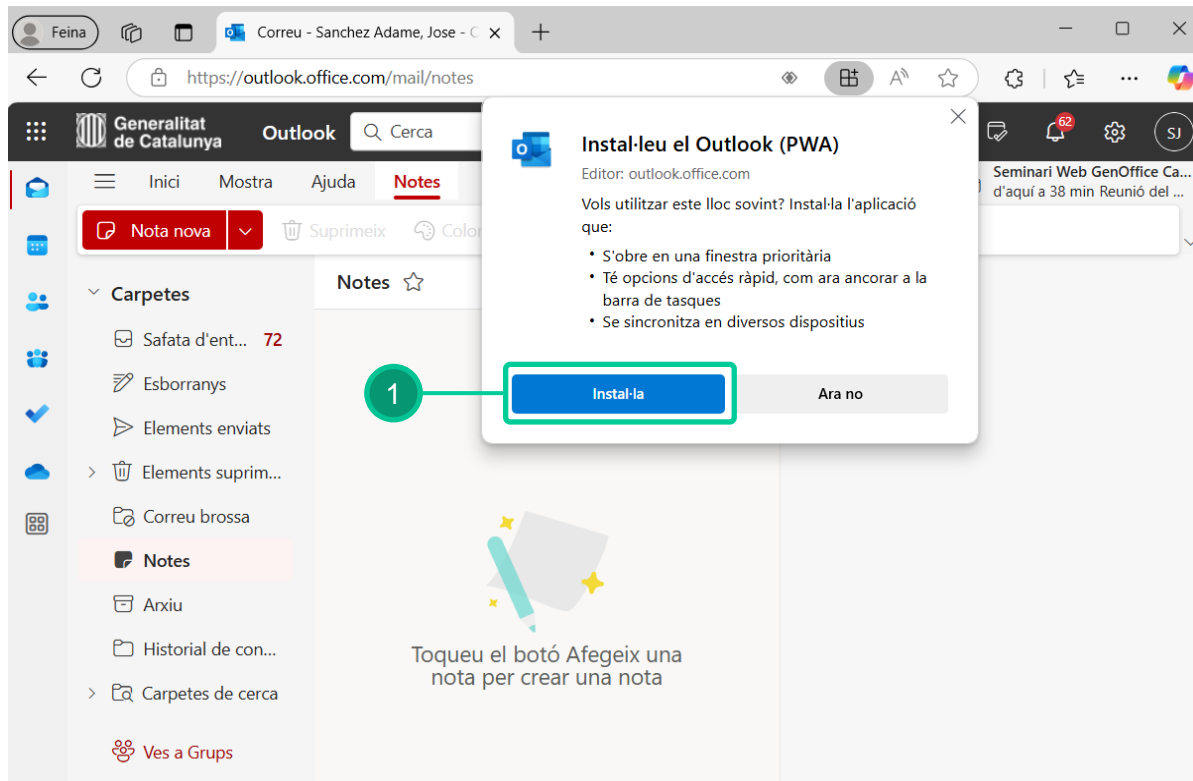 Feina
Correu - Sanchez Adame, Jose - C
https://outlook.office.com/mail/notes
Generalitat
de Catalunya
Outlook
Cerca
62
SJ
Inici
Mostra
Ajuda
Notes
Seminari Web GenOffice Ca...
d'aquí a 38 min Reunió del ...
Nota nova
Suprimeix
Color
Instal·leu el Outlook (PWA)
Editor: outlook.office.com
Vols utilitzar este lloc sovint? Instal·la l'aplicació
que:
• S'obre en una finestra prioritària
• Té opcions d'accés ràpid, com ara ancorar a la
barra de tasques
• Se sincronitza en diversos dispositius
1
Instal·la
Ara no
Carpetes
Safata d'ent... 72
Esborranys
Elements enviats
Elements suprim...
Correu brossa
Notes
Arxiu
Historial de con...
Carpetes de cerca
Ves a Grups
Notes
Toqueu el botó Afegeix una
nota per crear una nota